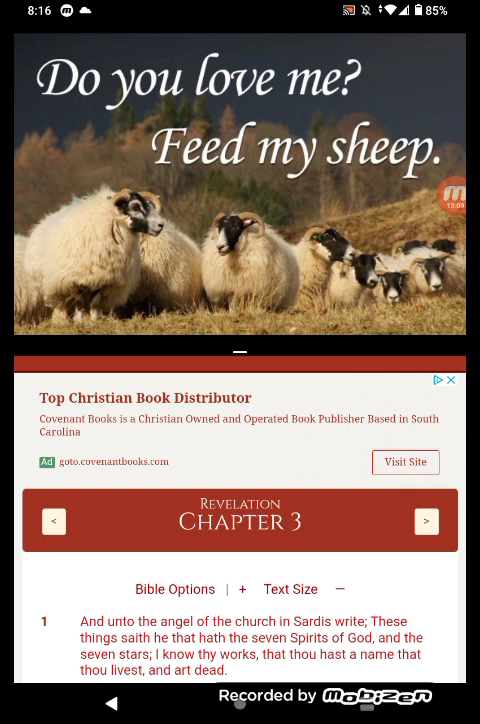 8:16
85%
Do you love me?
Feed my sheep.
13:09
Top Christian Book Distributor
Covenant Books is a Christian Owned and Operated Book Publisher Based in South
Carolina
Ad goto.covenantbooks.com
Visit Site
Revelation
< Chapter 3 >
Bible Options | + Text Size −
1 And unto the angel of the church in Sardis write; These
things saith he that hath the seven Spirits of God, and the
seven stars; I know thy works, that thou hast a name that
thou livest, and art dead.
Recorded by Mobizen